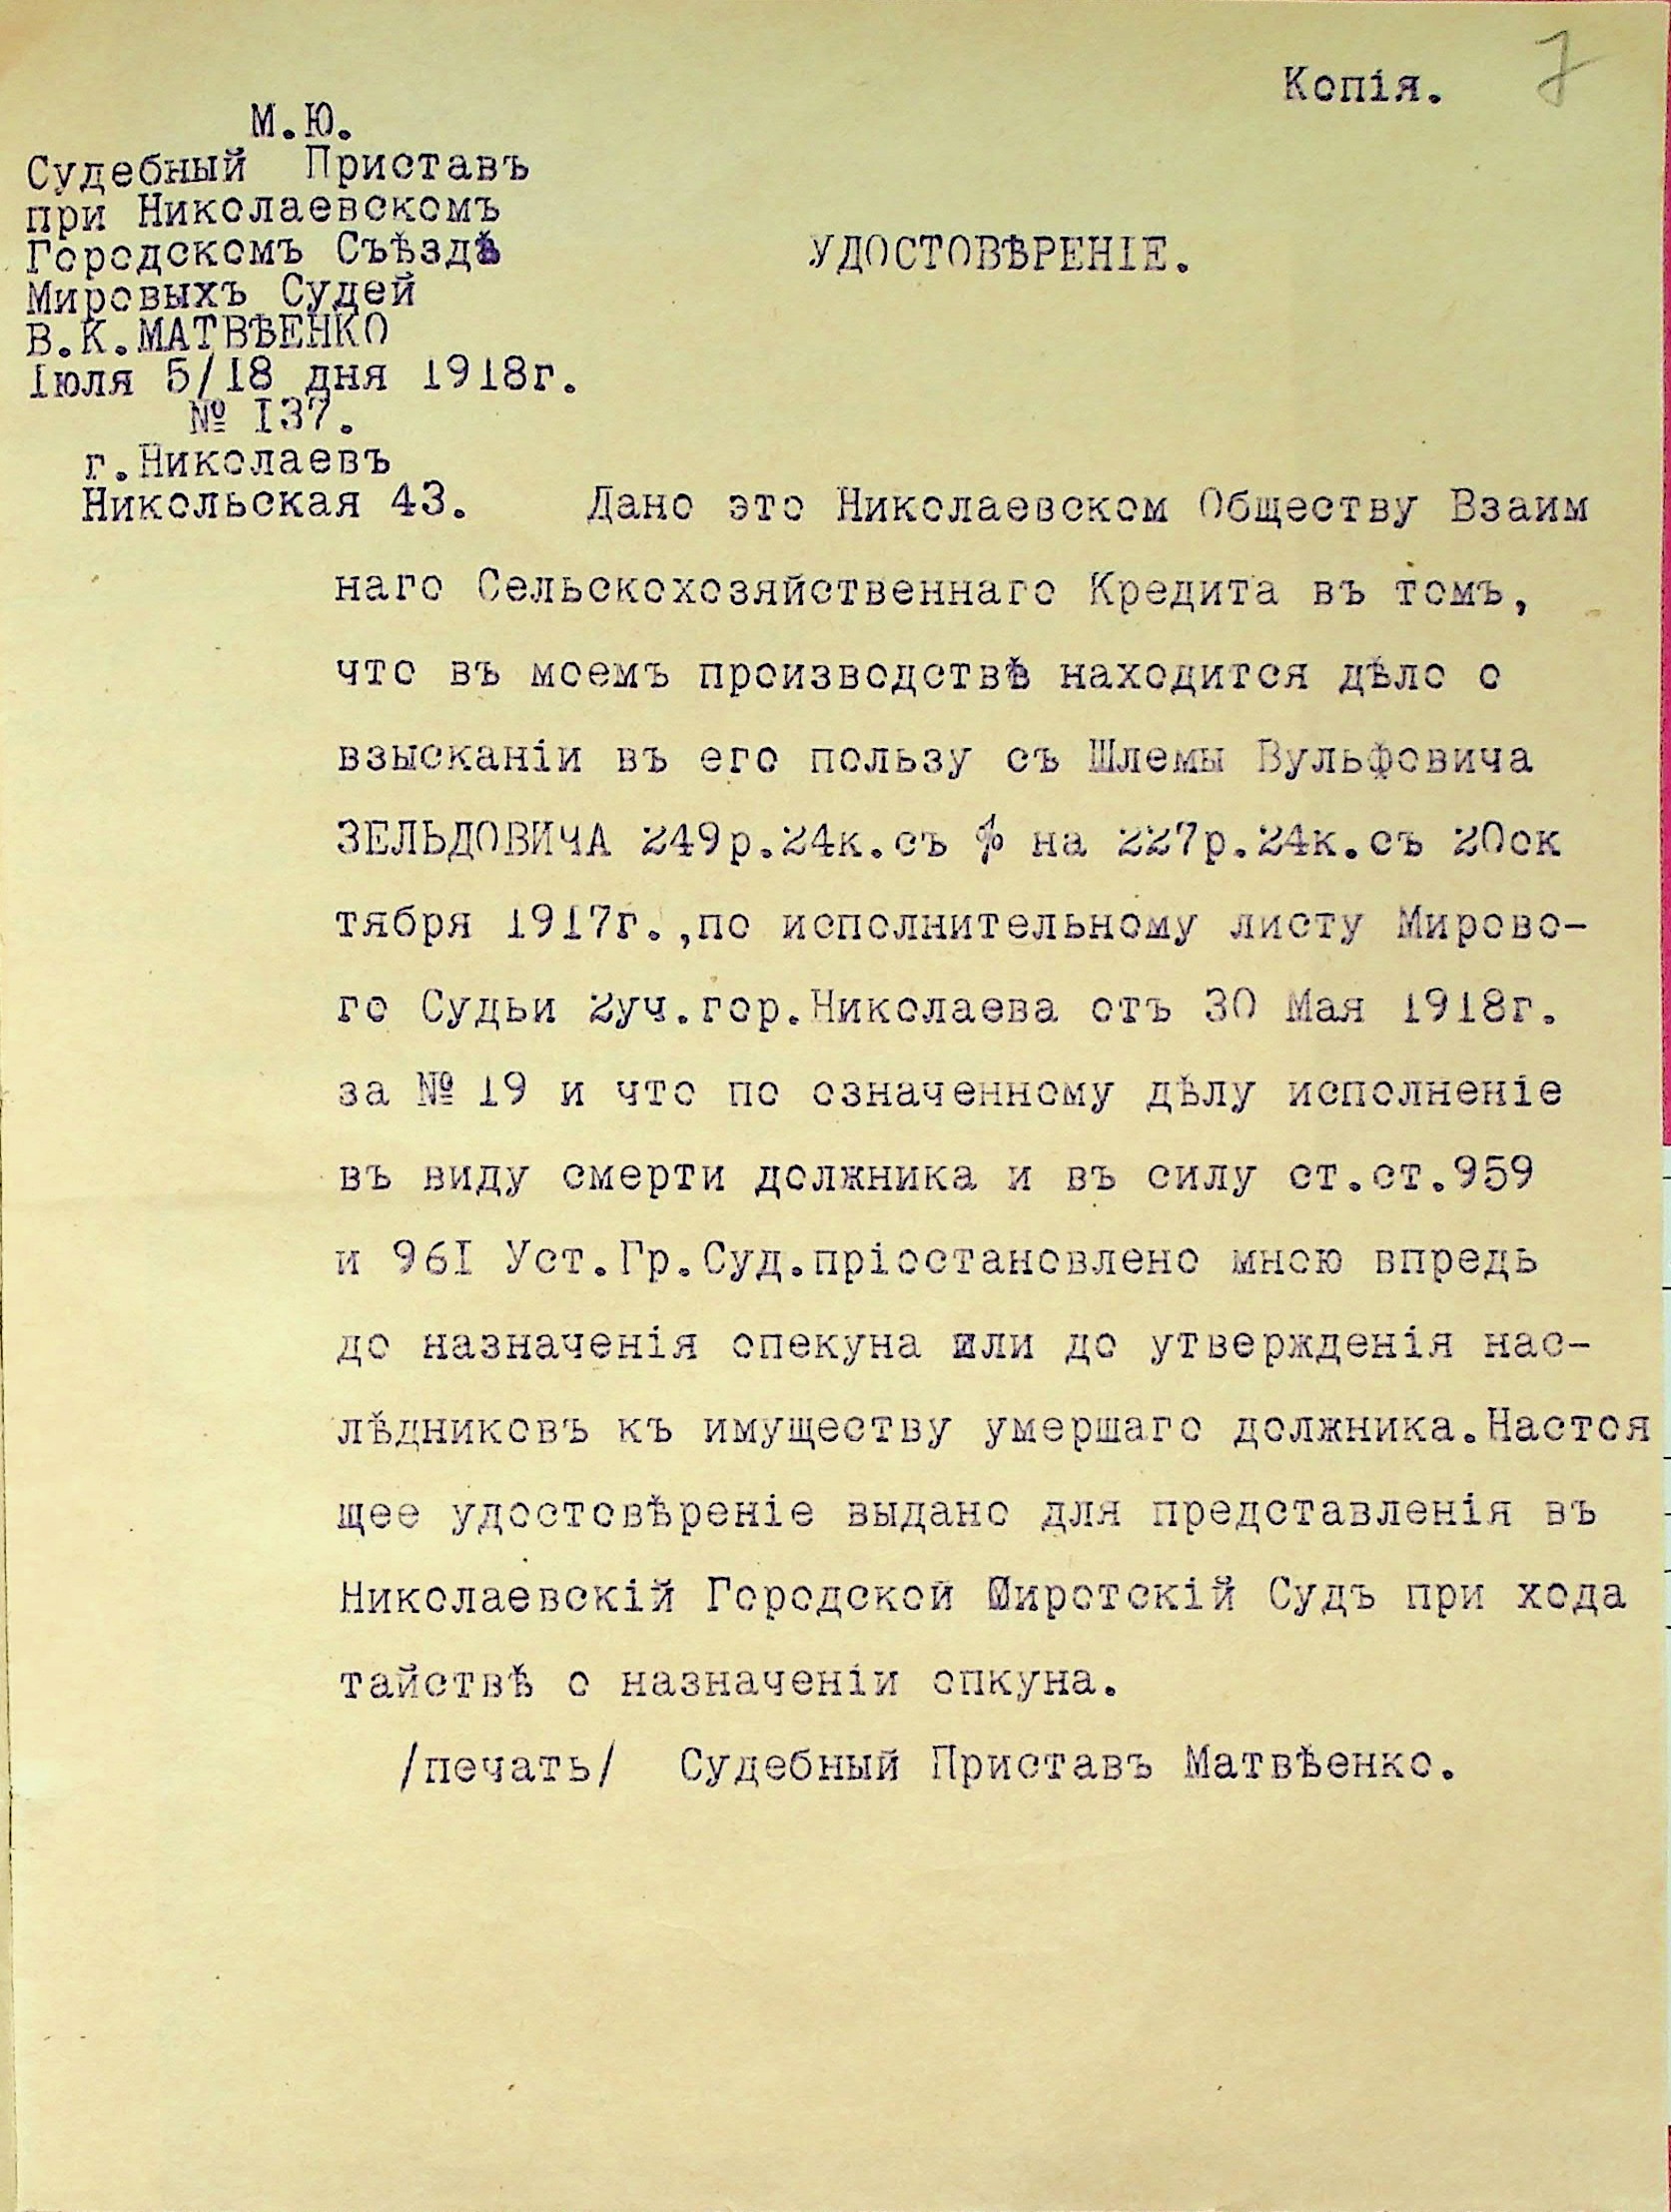 Копія.
7
М.Ю.
Судебный Приставъ
при Николаевскомъ
Городскомъ Съѣздѣ
Мировыхъ Судей
В.К.МАТВѢЕНКО
Іюля 5/18 дня 1918г.
№ I37.
г.Николаевъ
Никольская 43.
УДОСТОВѢРЕНІЕ.
Дано это Николаевском Обществу Взаим
наго Сельскохозяйственнаго Кредита въ томъ,
что въ моемъ производствѣ находится дѣло о
взысканіи въ его пользу съ Шлемы Вульфовича
ЗЕЛЬДОВИЧА 249р.24к.съ % на 227р.24к.съ 20ок
тября 1917г.,по исполнительному листу Мирово-
го Судьи 2уч.гор.Николаева отъ 30 Мая 1918г.
за № 19 и что по означенному дѣлу исполненіе
въ виду смерти должника и въ силу ст.ст.959
и 96I Уст.Гр.Суд.пріостановлено мною впредь
до назначенія опекуна или до утвержденія нас-
лѣдниковъ къ имуществу умершаго должника.Настоя
щее удостовѣреніе выдано для представленія въ
Николаевскій Городской Сиротскій Судъ при хода
тайствѣ о назначеніи опкуна.
/печать/ Судебный Приставъ Матвѣенко.